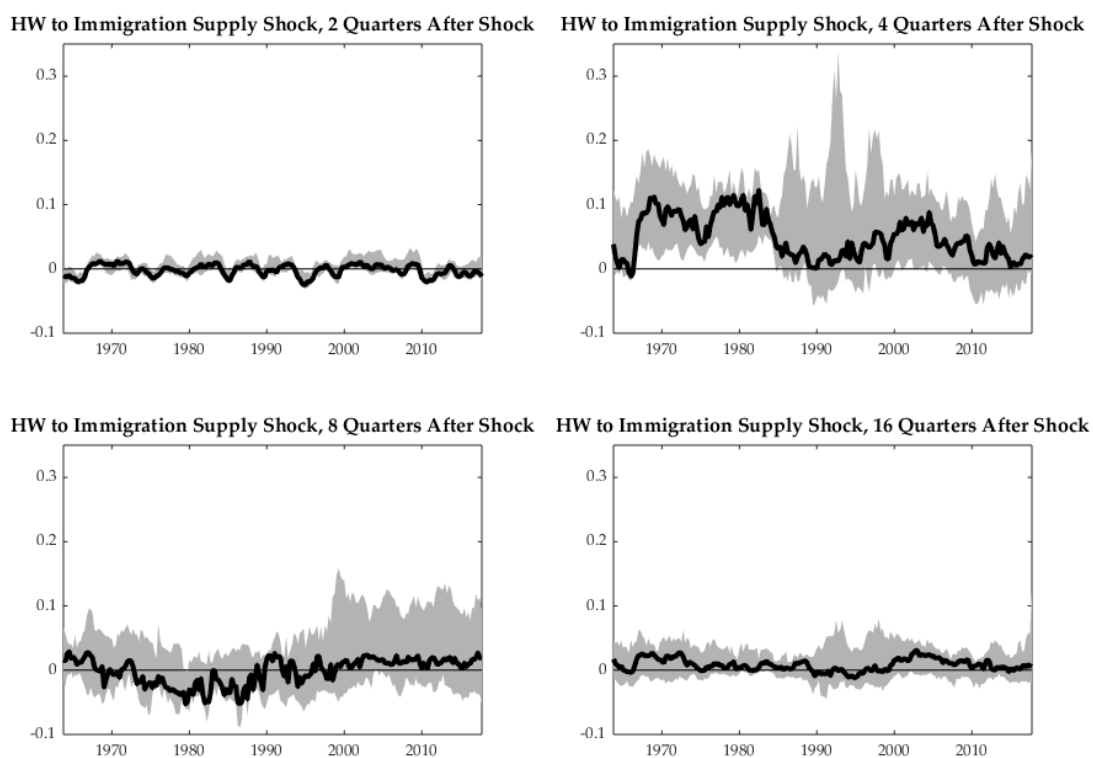 HW to Immigration Supply Shock, 2 Quarters After Shock
HW to Immigration Supply Shock, 4 Quarters After Shock
0.3
0.2
0.1
0
-0.1
1970 1980 1990 2000 2010
0.3
0.2
0.1
0
-0.1
1970 1980 1990 2000 2010
HW to Immigration Supply Shock, 8 Quarters After Shock
HW to Immigration Supply Shock, 16 Quarters After Shock
0.3
0.2
0.1
0
-0.1
1970 1980 1990 2000 2010
0.3
0.2
0.1
0
-0.1
1970 1980 1990 2000 2010